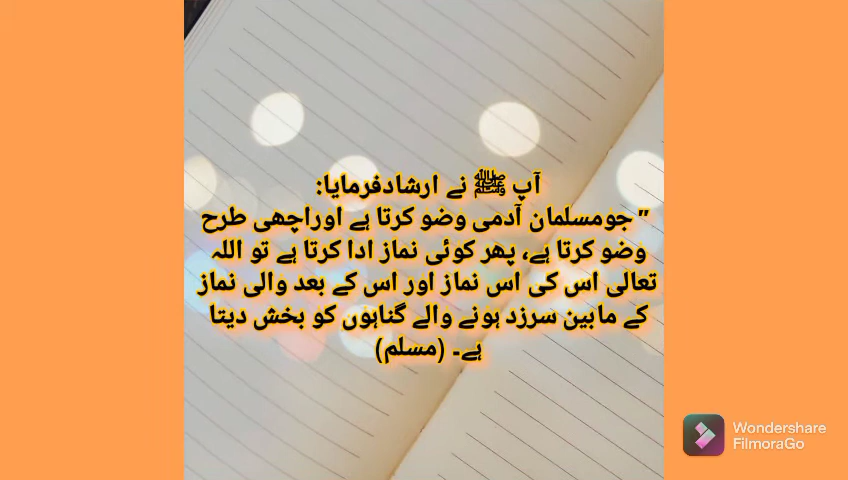 آپ ﷺ نے ارشادفرمایا:
" جومسلمان آدمی وضو کرتا ہے اوراچھی طرح
وضو کرتا ہے، پھر کوئی نماز ادا کرتا ہے تو اللہ
تعالی اس کی اس نماز اور اس کے بعد والی نماز
کے مابین سرزد ہونے والے گناہوں کو بخش دیتا
ہے۔ (مسلم)
Wondershare
FilmoraGo